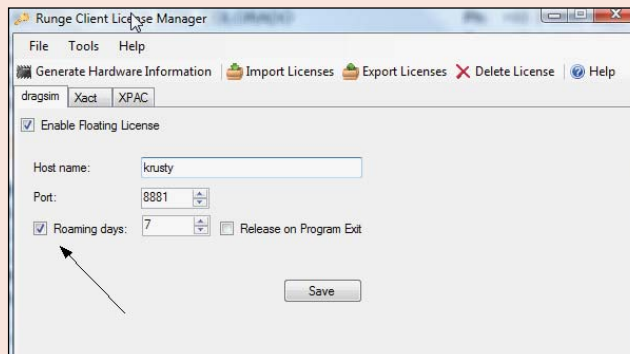 Runge Client License Manager
File Tools Help
Generate Hardware Information Import Licenses Export Licenses Delete License Help
dragsim Xact XPAC
Enable Floating License
Host name: krusty
Port: 8881
Roaming days: 7 Release on Program Exit
Save